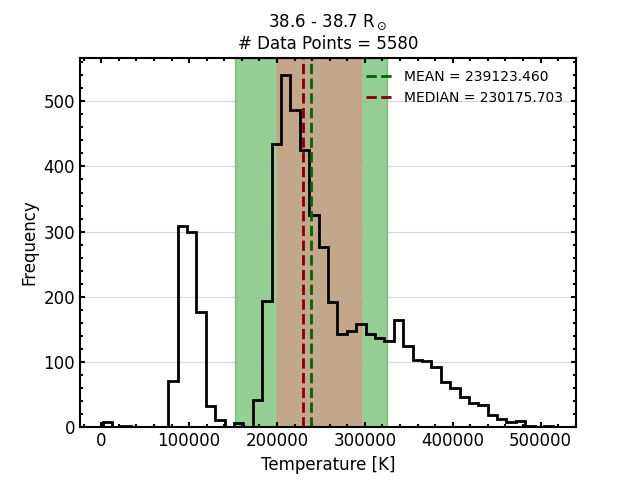 38.6 - 38.7 R⊙
# Data Points = 5580
MEAN = 239123.460
MEDIAN = 230175.703
Frequency
500
400
300
200
100
0
0 100000 200000 300000 400000 500000
Temperature [K]